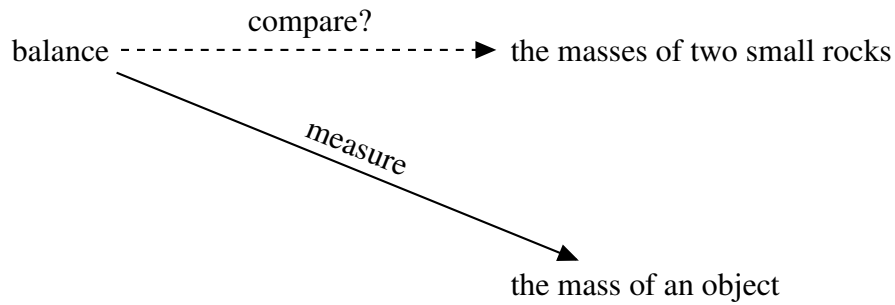 compare?
balance
the masses of two small rocks
measure
the mass of an object